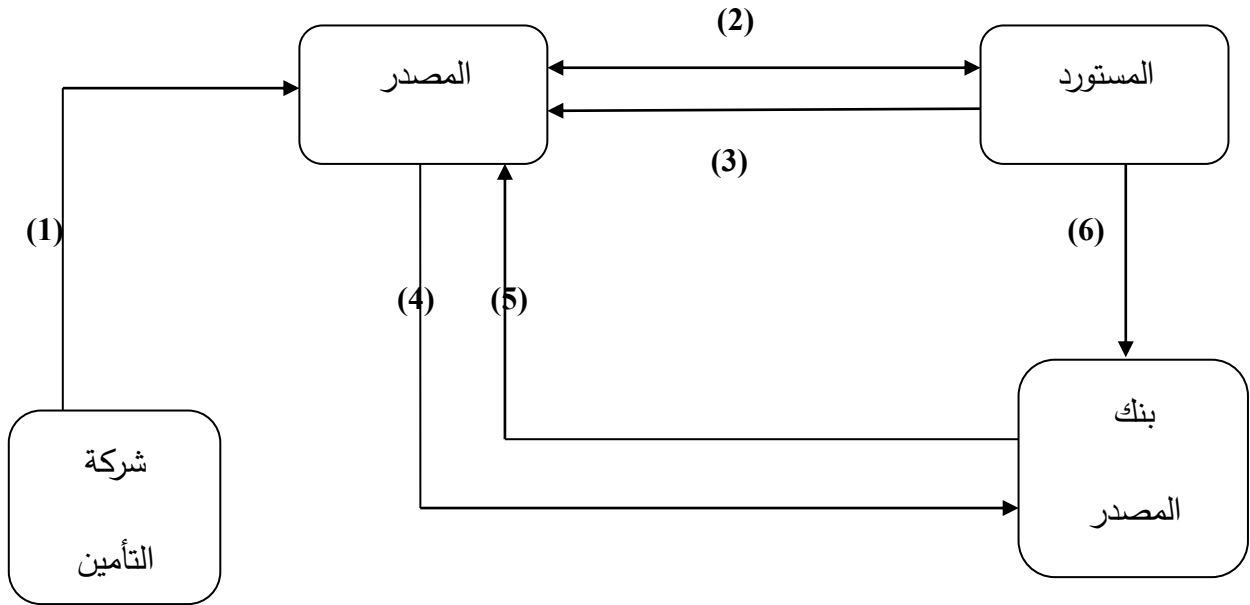 (2)
المستورد
المصدر
(3)
(1)
(6)
(4)
(5)
بنك
المصدر
شركة
التأمين